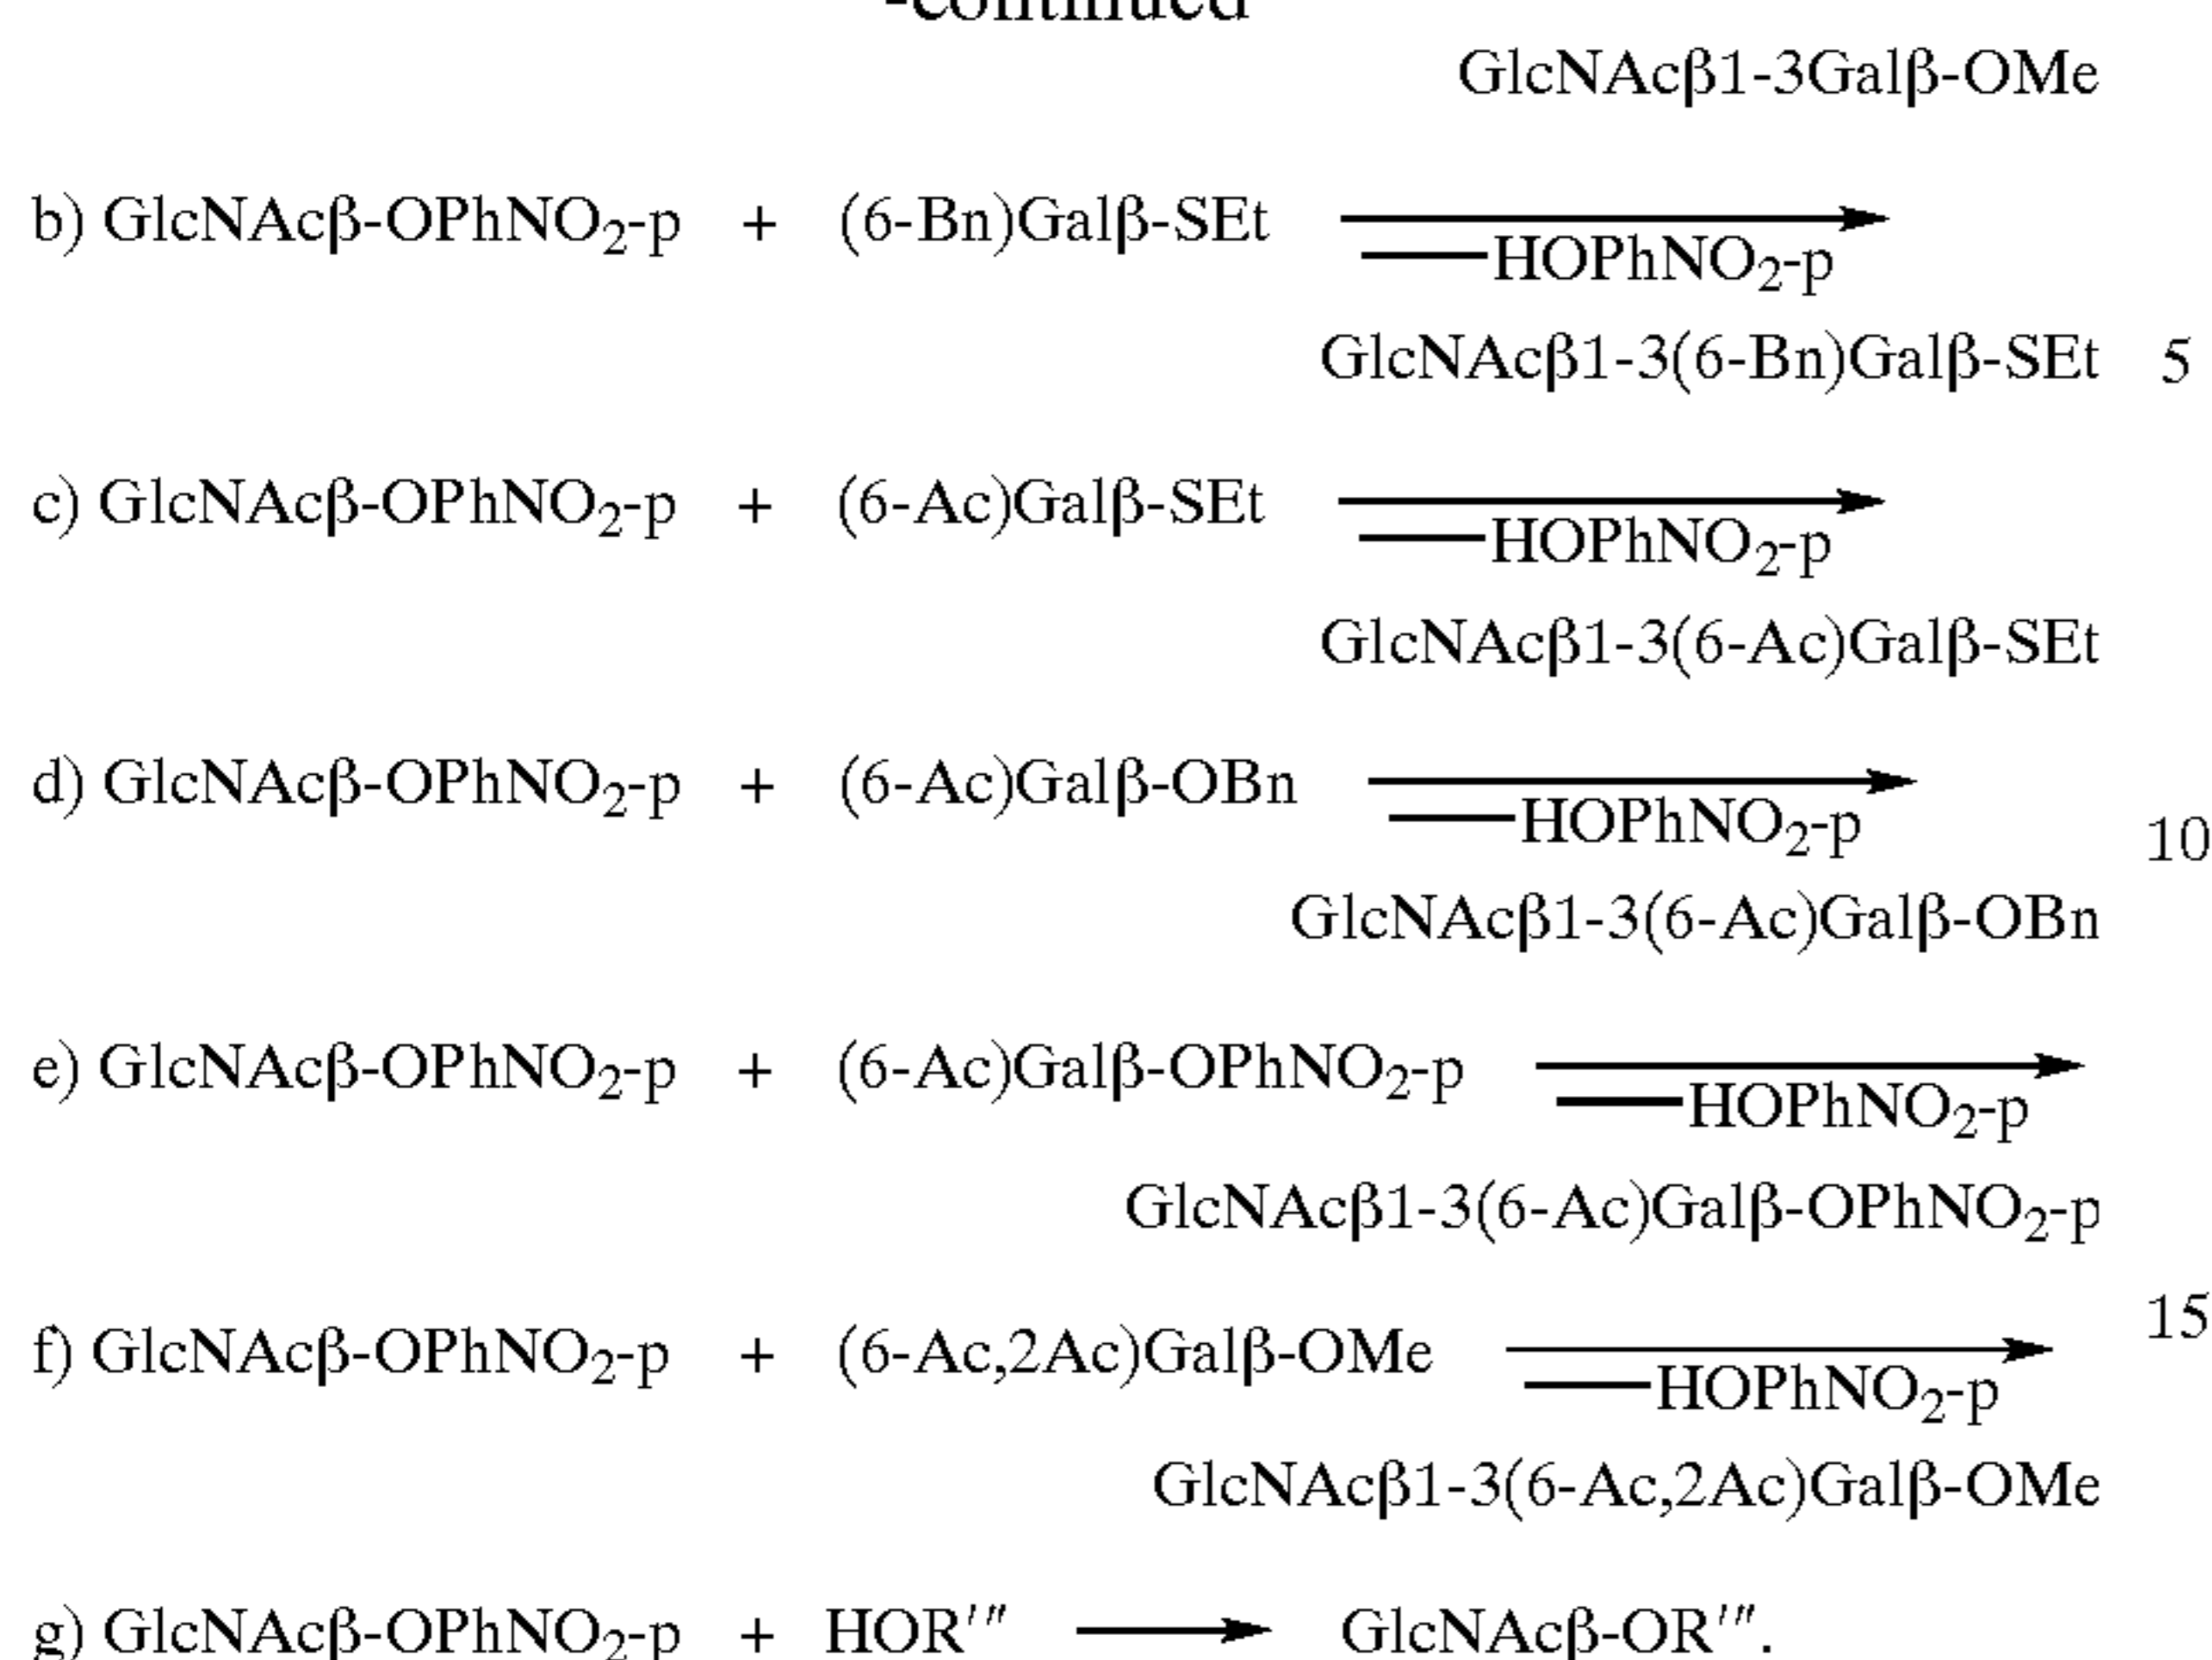 -continued
GlcNAcβ1-3Galβ-OMe
b) GlcNAcβ-OPhNO₂-p + (6-Bn)Galβ-SEt
HOPhNO₂-p
GlcNAcβ1-3(6-Bn)Galβ-SEt 5
c) GlcNAcβ-OPhNO₂-p + (6-Ac)Galβ-SEt
HOPhNO₂-p
GlcNAcβ1-3(6-Ac)Galβ-SEt
d) GlcNAcβ-OPhNO₂-p + (6-Ac)Galβ-OBn
HOPhNO₂-p 10
GlcNAcβ1-3(6-Ac)Galβ-OBn
e) GlcNAcβ-OPhNO₂-p + (6-Ac)Galβ-OPhNO₂-p
HOPhNO₂-p
GlcNAcβ1-3(6-Ac)Galβ-OPhNO₂-p
15
f) GlcNAcβ-OPhNO₂-p + (6-Ac,2Ac)Galβ-OMe
HOPhNO₂-p
GlcNAcβ1-3(6-Ac,2Ac)Galβ-OMe
g) GlcNAcβ-OPhNO₂-p + HOR′″ → GlcNAcβ-OR′″.